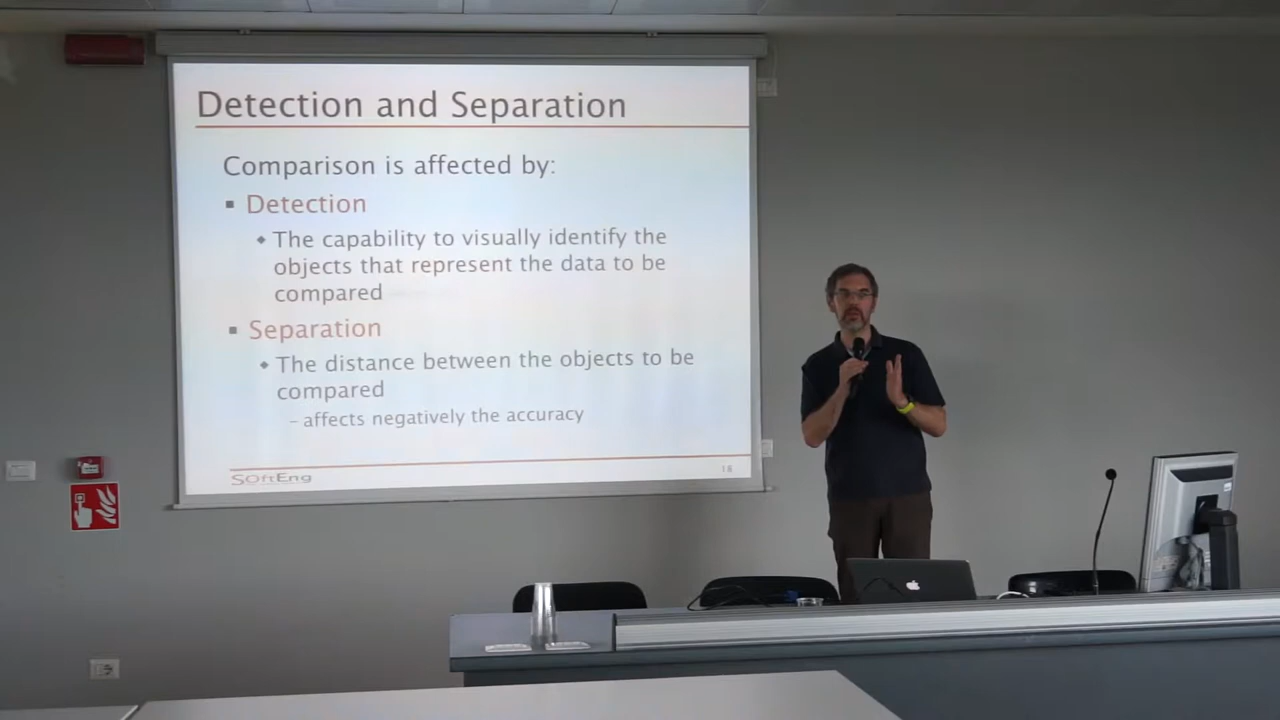 Detection and Separation
Comparison is affected by:
▪ Detection
◆ The capability to visually identify the
objects that represent the data to be
compared
▪ Separation
◆ The distance between the objects to be
compared
– affects negatively the accuracy
SOftEng
18